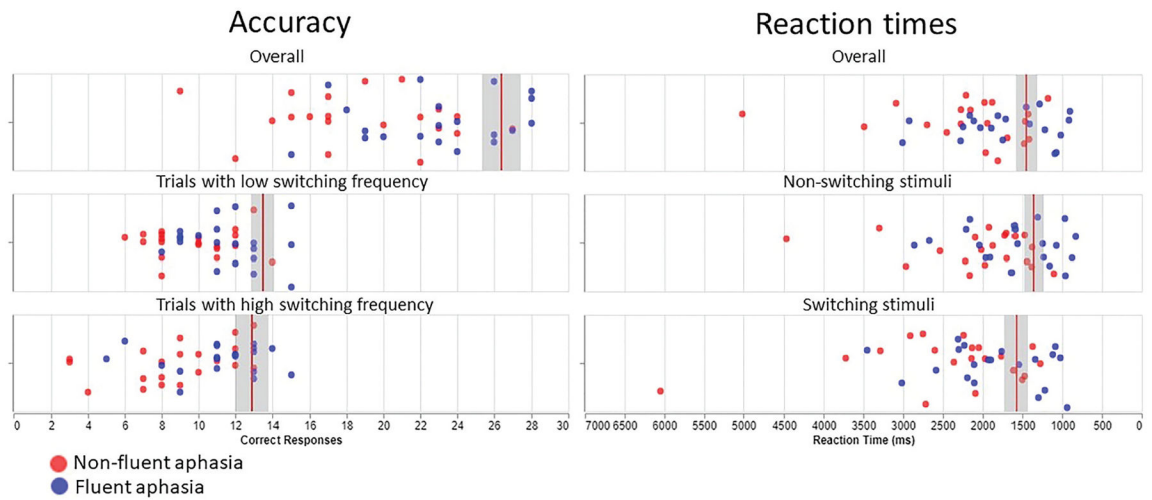 Accuracy
Overall
Trials with low switching frequency
Trials with high switching frequency
0 2 4 6 8 10 12 14 16 18 20 22 24 26 28 30
Correct Responses
Non-fluent aphasia
Fluent aphasia
Reaction times
Overall
Non-switching stimuli
Switching stimuli
7000 6500 6000 5500 5000 4500 4000 3500 3000 2500 2000 1500 1000 500 0
Reaction Time (ms)